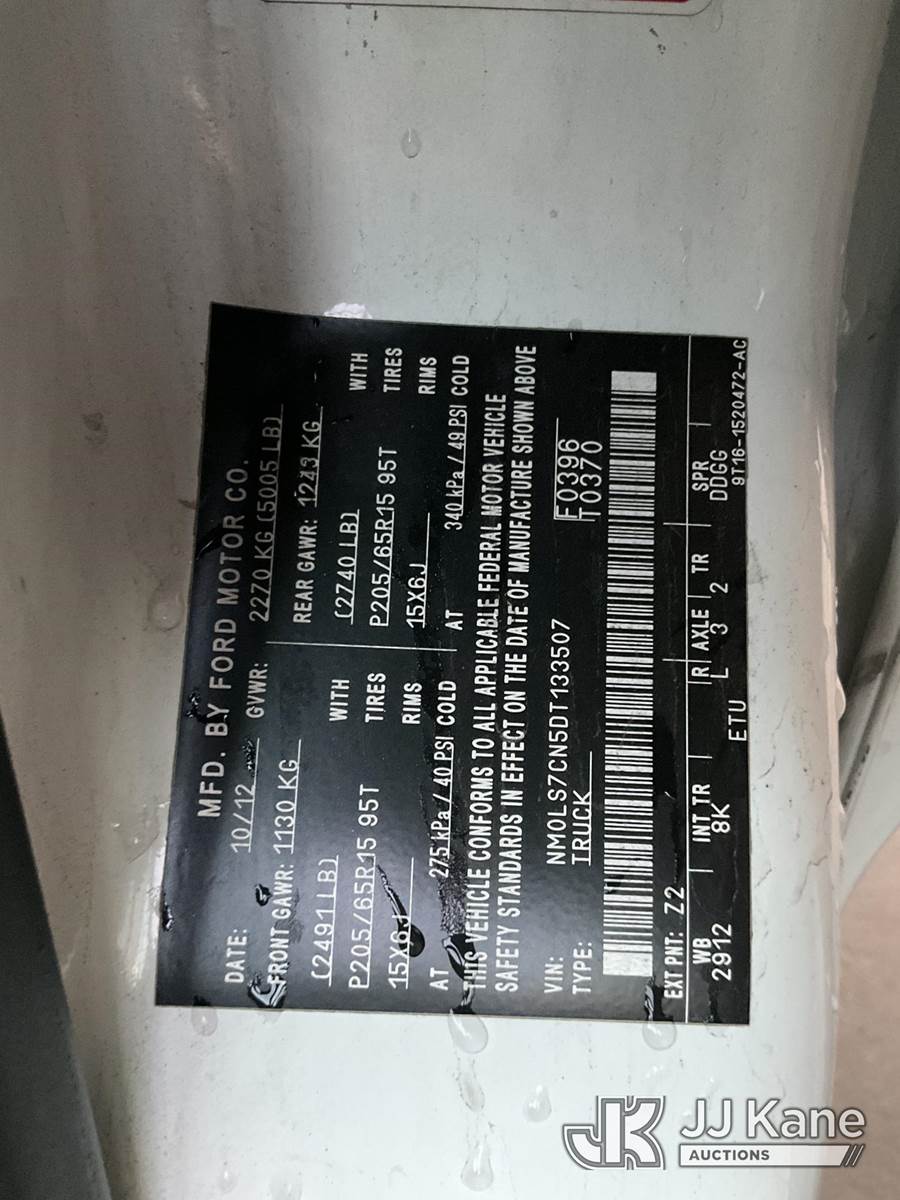 MFD. BY FORD MOTOR CO.
DATE: 10/12 GVWR: 2270 KG (5005 LB)
FRONT GAWR: 1130 KG REAR GAWR: 1243 KG
(2491 LB) WITH (2740 LB) WITH
P205/65R15 95T TIRES P205/65R15 95T TIRES
15X6J RIMS 15X6J RIMS
AT 275 kPa / 40 PSI COLD AT 340 kPa / 49 PSI COLD
THIS VEHICLE CONFORMS TO ALL APPLICABLE FEDERAL MOTOR VEHICLE
SAFETY STANDARDS IN EFFECT ON THE DATE OF MANUFACTURE SHOWN ABOVE
VIN: NM0LS7CN5DT133507 F0396
TYPE: TRUCK T0370
EXT PNT: Z2
WB INT TR R AXLE TR SPR
2912 8K L 3 2 DDGG
ETU 9T16-1520472-AC
JK JJ Kane
AUCTIONS